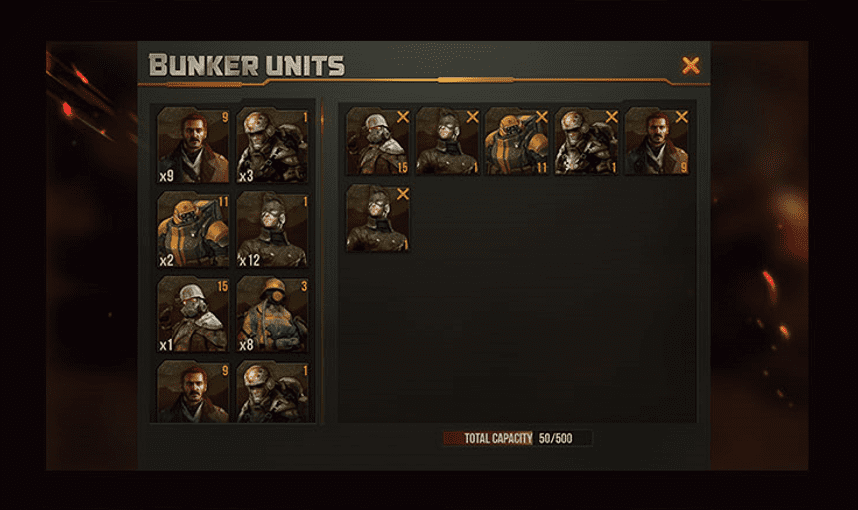 BUNKER UNITS
9 1
x9 x3
11 1
x2 x12
15 3
x1 x8
9 1
15 11 1 9
TOTAL CAPACITY 50/500